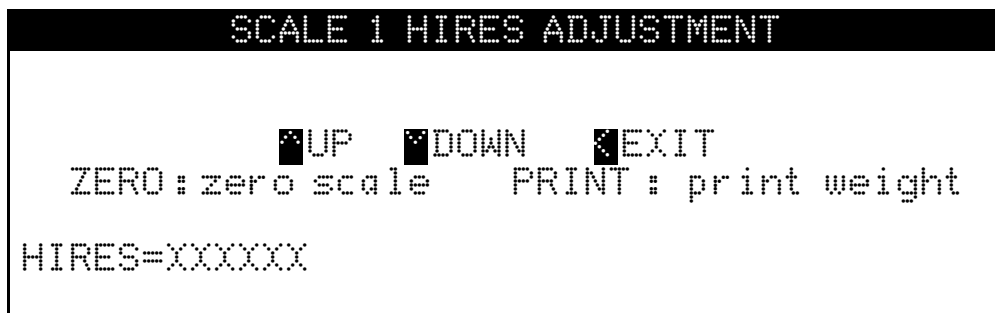 SCALE 1 HIRES ADJUSTMENT
^UP ˅DOWN <EXIT
ZERO:zero scale PRINT: print weight
HIRES=XXXXXX